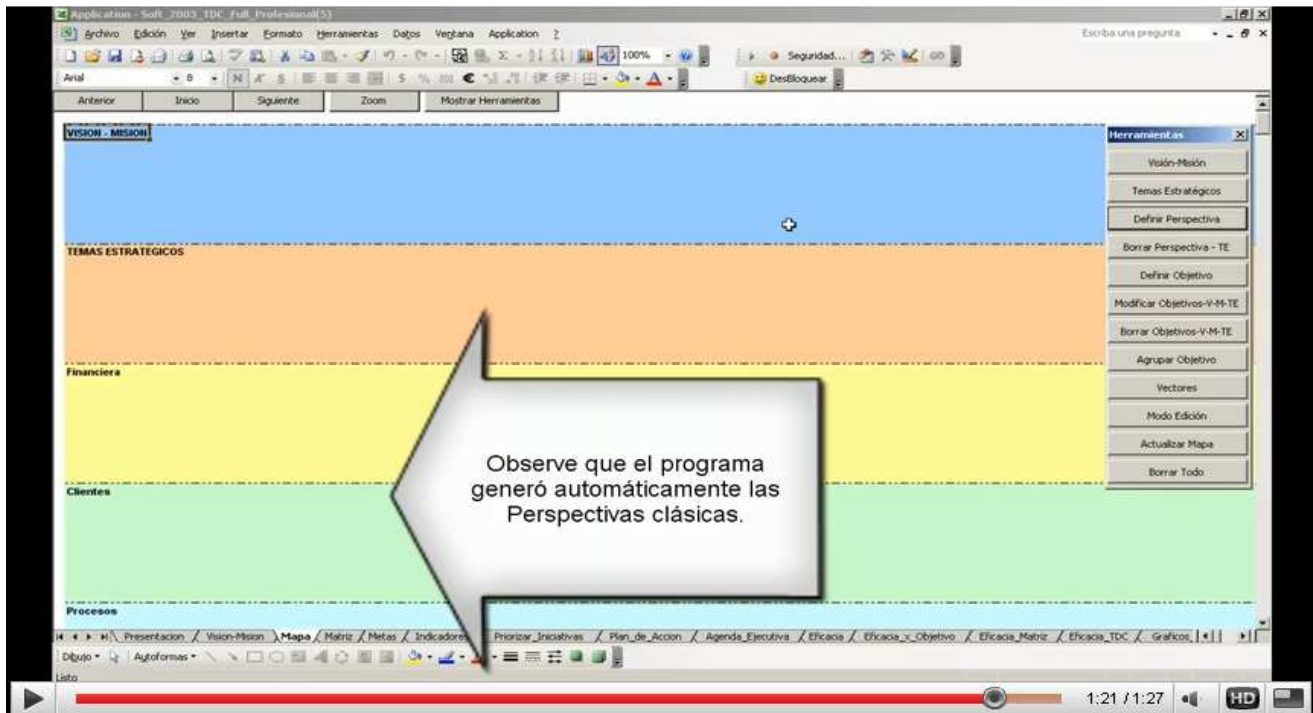 Application - Soft_2003_TDC_Full_Profesional(5)
Archivo Edición Ver Insertar Formato Herramientas Datos Ventana Application ?
Escriba una pregunta
100%
Seguridad...
Arial 8 N K S
Desbloquear
Anterior Inicio Siguiente Zoom Mostrar Herramientas
VISION - MISION
Herramientas
Visión-Misión
Temas Estratégicos
Definir Perspectiva
Borrar Perspectiva - TE
Definir Objetivo
Modificar Objetivos-V-M-TE
Borrar Objetivos-V-M-TE
Agrupar Objetivo
Vectores
Modo Edición
Actualizar Mapa
Borrar Todo
TEMAS ESTRATEGICOS
Financiera
Observe que el programa
generó automáticamente las
Perspectivas clásicas.
Clientes
Procesos
Presentacion / Vision-Mision / Mapa / Matriz / Metas / Indicadore Priorizar_Iniciativas / Plan_de_Accion / Agenda_Ejecutiva / Eficacia / Eficacia_x_Objetivo / Eficacia_Matriz / Eficacia_TDC / Graficos_
Dibujo Autoformas
Listo
1:21 / 1:27 HD